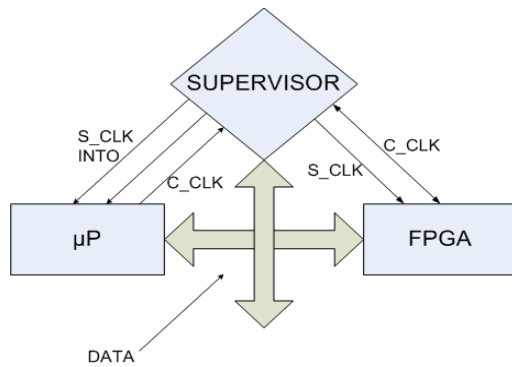 SUPERVISOR
S_CLK
INTO
C_CLK
C_CLK
S_CLK
µP
FPGA
DATA